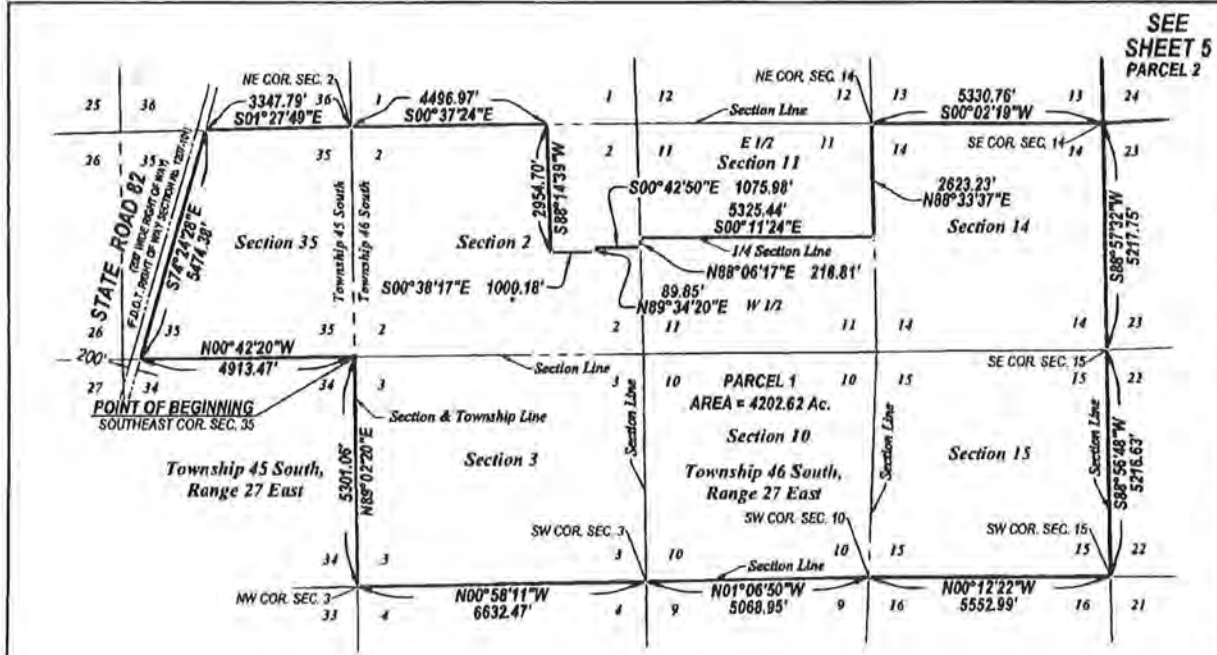 SEE
SHEET 5
PARCEL 2
NE COR. SEC. 2
NE COR. SEC. 14
25 36
3347.79'
S01°27'49"E
36 1
4496.97'
S00°37'24"E
1 12
Section Line
12 13
5330.76'
S00°02'19"W
13 24
SE COR. SEC. 14
26 35
35 2
2 11
E 1/2
Section 11
11 14
14 23
STATE ROAD 82
(200' WIDE RIGHT OF WAY)
S74°24'28"E
5474.38'
Section 35
Township 45 South
Township 46 South
Section 2
2954.70'
S88°14'39"W
S00°42'50"E 1075.98'
5325.44'
S00°11'24"E
1/4 Section Line
2623.23'
N88°33'37"E
Section 14
S88°57'32"W
5217.75'
S00°38'17"E 1000.18'
N88°06'17"E 216.81'
89.85'
N89°34'20"E W 1/2
26 35
35 2
2 11
11 14
14 23
200'
N00°42'20"W
4913.47'
Section Line
SE COR. SEC. 15
27 34
34 3
3 10
PARCEL 1
AREA = 4202.62 Ac.
10 15
15 22
POINT OF BEGINNING
SOUTHEAST COR. SEC. 35
Section & Township Line
Section Line
Section 10
Section Line
Section 15
Section Line
S88°56'48"W
5216.63'
Township 45 South,
Range 27 East
5301.06'
N89°02'20"E
Section 3
Township 46 South,
Range 27 East
SW COR. SEC. 3
SW COR. SEC. 10
SW COR. SEC. 15
34 3
3 10
Section Line
10 15
15 22
NW COR. SEC. 3
33 4
N00°58'11"W
6632.47'
4 9
N01°06'50"W
5068.95'
9 16
N00°12'22"W
5552.99'
16 21